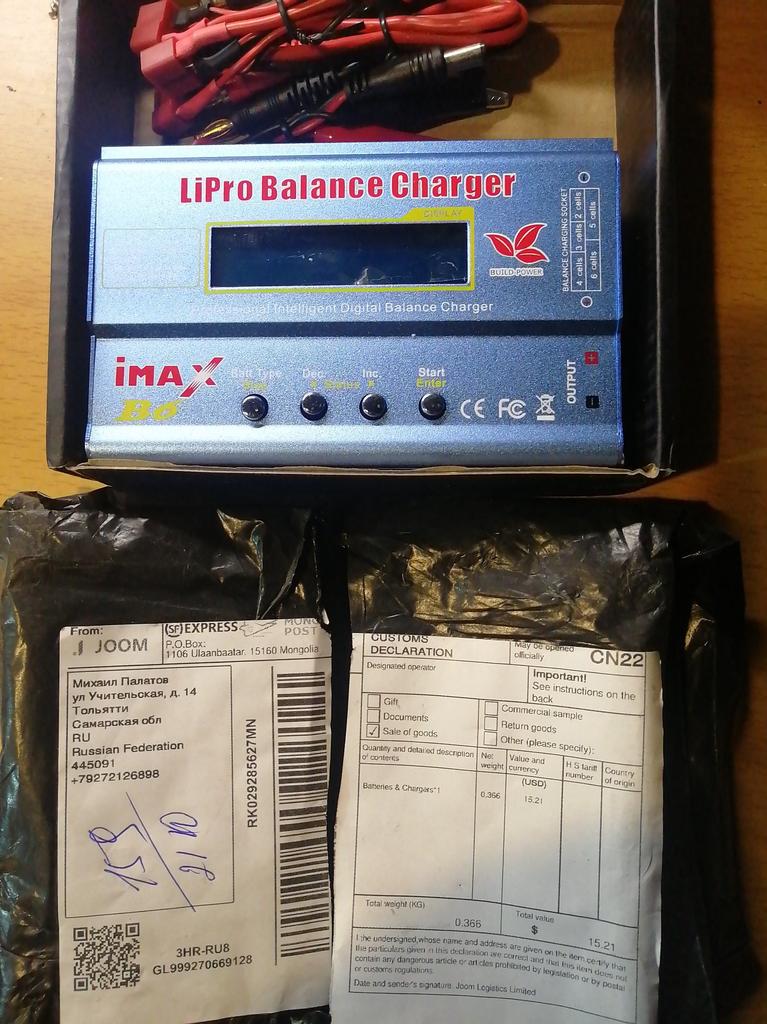 LiPro Balance Charger
DISPLAY
BUILD-POWER
BALANCE CHARGING SOCKET
4 cells 3 cells 2 cells
6 cells 5 cells
Intelligent Digital Balance Charger
iMAX
B6
Batt Type
Stop
Dec.
Status
Inc.
Start
Enter
CE FC
OUTPUT
+
-
From:
J JOOM
SF EXPRESS
MONGO
POST
P.O.Box:
1106 Ulaanbaatar. 15160 Mongolia
Михаил Палатов
ул Учительская, д. 14
Тольятти
Самарская обл
RU
Russian Federation
445091
+79272126898
RK029285627MN
159
21 10
3HR-RU8
GL999270669128
CUSTOMS
DECLARATION
May be opened
officially
CN22
Designated operator
Important!
See instructions on the
back
Gift
Documents
Sale of goods
Commercial sample
Return goods
Other (please specify):
Quantity and detailed description
of contents
Net
weight
Value and
currency
(USD)
H S tariff
number
Country
of origin
Batteries & Chargers*1
0.366
15.21
Total weight (KG)
0.366
Total value
$
15.21
I the undersigned,whose name and address are given on the item certify that
the particulars given in this declaration are correct and that this item does not
contain any dangerous article or articles prohibited by legislation or by postal
or customs regulations.
Date and sender's signature. Joom Logistics Limited